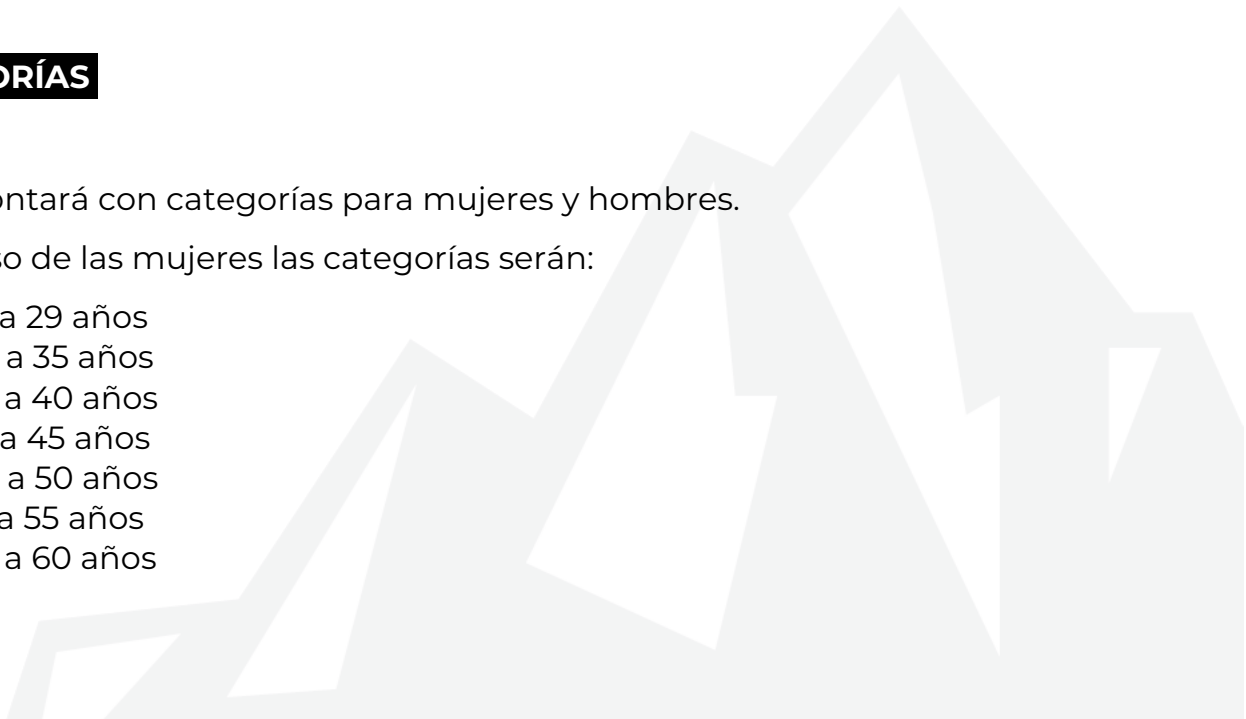 ORÍAS
ontará con categorías para mujeres y hombres.
so de las mujeres las categorías serán:
a 29 años
a 35 años
a 40 años
a 45 años
a 50 años
a 55 años
a 60 años